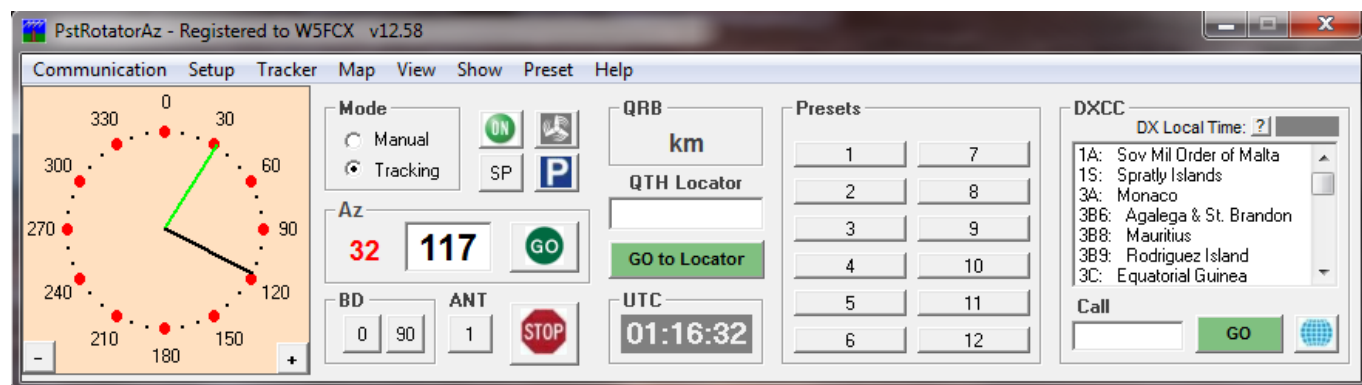 PstRotatorAz - Registered to W5FCX v12.58
Communication Setup Tracker Map View Show Preset Help
0
30
60
90
120
150
180
210
240
270
300
330
-
+
Mode
Manual
Tracking
ON
SP
P
Az
32
117
GO
BD
0
90
ANT
1
STOP
QRB
km
QTH Locator
GO to Locator
UTC
01:16:32
Presets
1
2
3
4
5
6
7
8
9
10
11
12
DXCC
DX Local Time: ?
1A: Sov Mil Order of Malta
1S: Spratly Islands
3A: Monaco
3B6: Agalega & St. Brandon
3B8: Mauritius
3B9: Rodriguez Island
3C: Equatorial Guinea
Call
GO